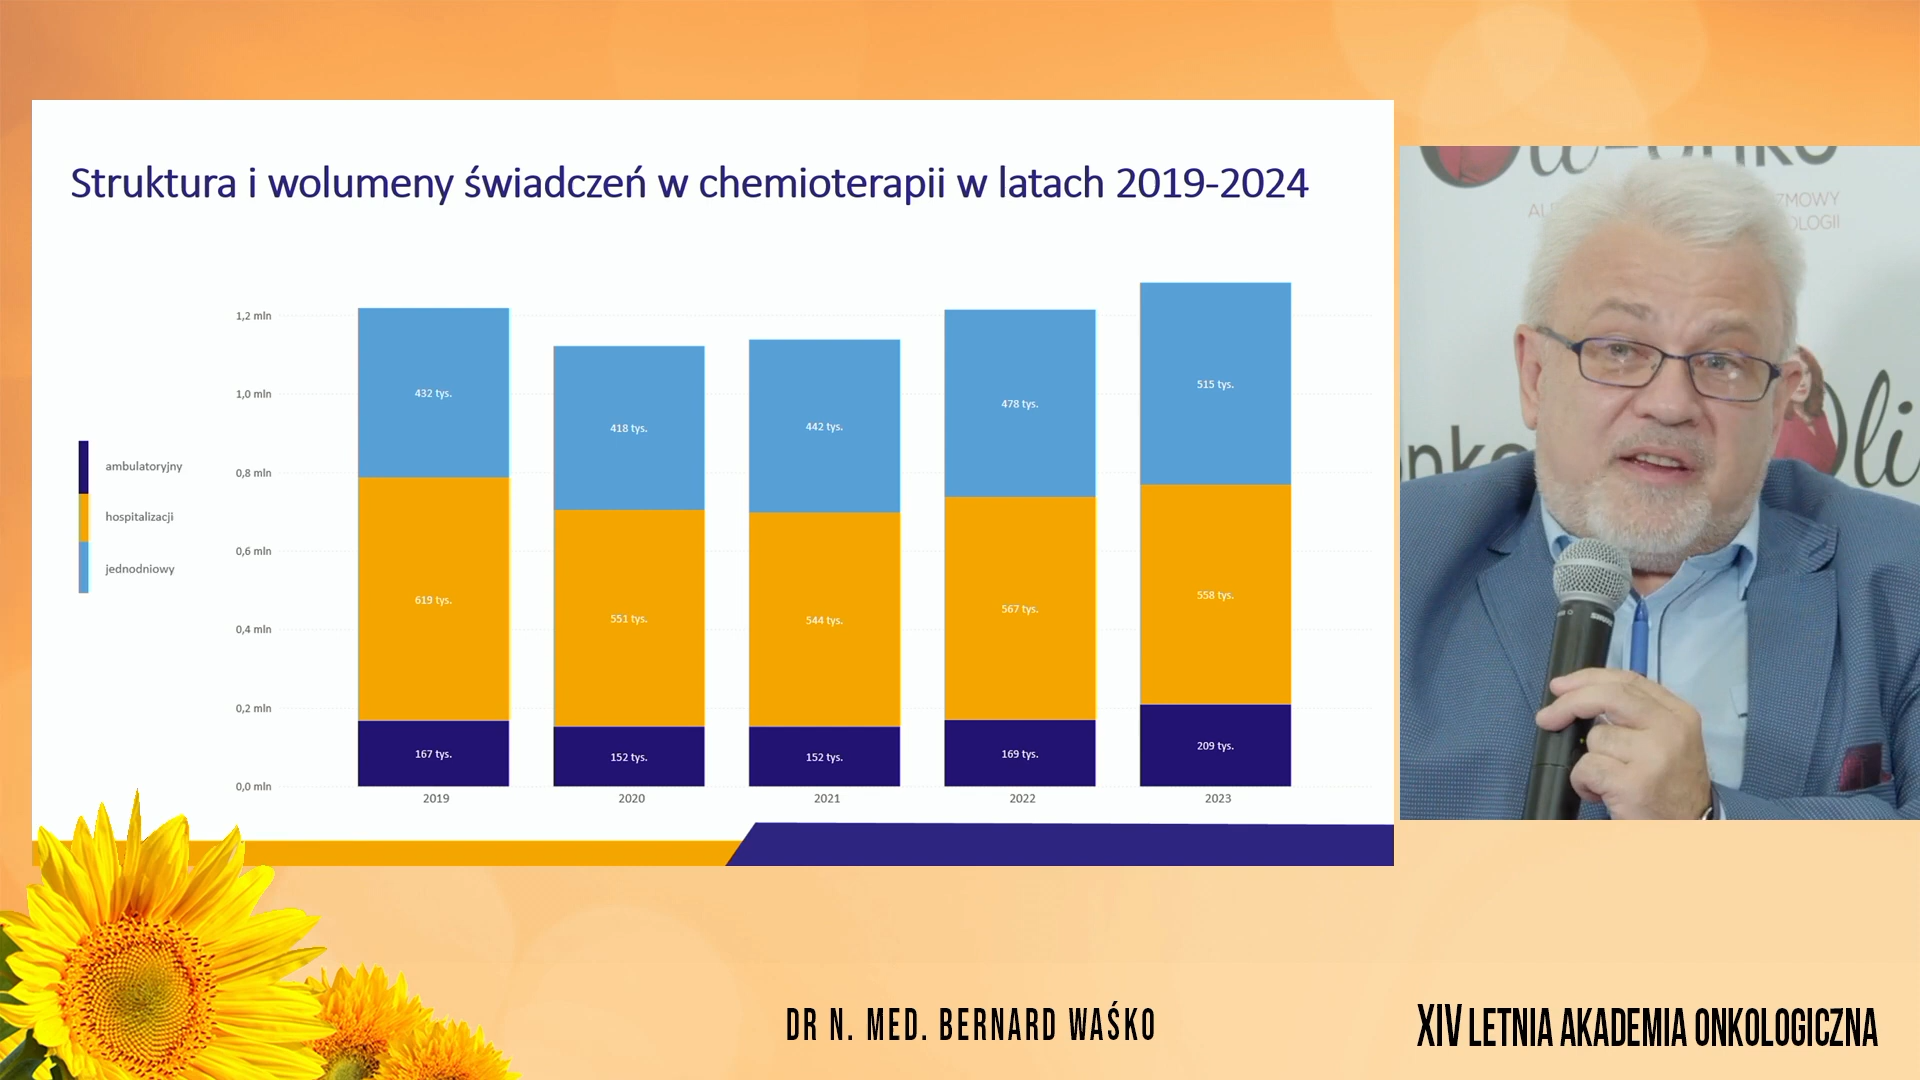 Struktura i wolumeny świadczeń w chemioterapii w latach 2019-2024
1,2 mln
1,0 mln
0,8 mln
0,6 mln
0,4 mln
0,2 mln
0,0 mln
ambulatoryjny
hospitalizacji
jednodniowy
432 tys.
619 tys.
167 tys.
2019
418 tys.
551 tys.
152 tys.
2020
442 tys.
544 tys.
152 tys.
2021
478 tys.
567 tys.
169 tys.
2022
515 tys.
558 tys.
209 tys.
2023
DR N. MED. BERNARD WAŚKO
XIV LETNIA AKADEMIA ONKOLOGICZNA